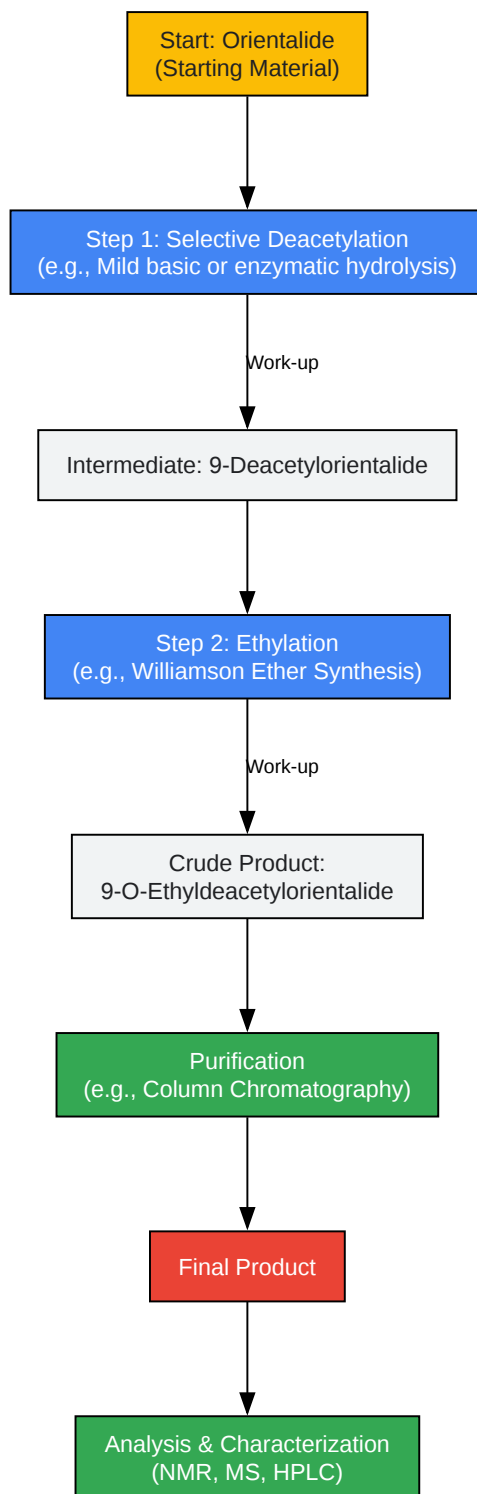 Start: Orientalide
(Starting Material)
Step 1: Selective Deacetylation
(e.g., Mild basic or enzymatic hydrolysis)
Work-up
Intermediate: 9-Deacetylorientalide
Step 2: Ethylation
(e.g., Williamson Ether Synthesis)
Work-up
Crude Product:
9-O-Ethyldeacetylorientalide
Purification
(e.g., Column Chromatography)
Final Product
Analysis & Characterization
(NMR, MS, HPLC)